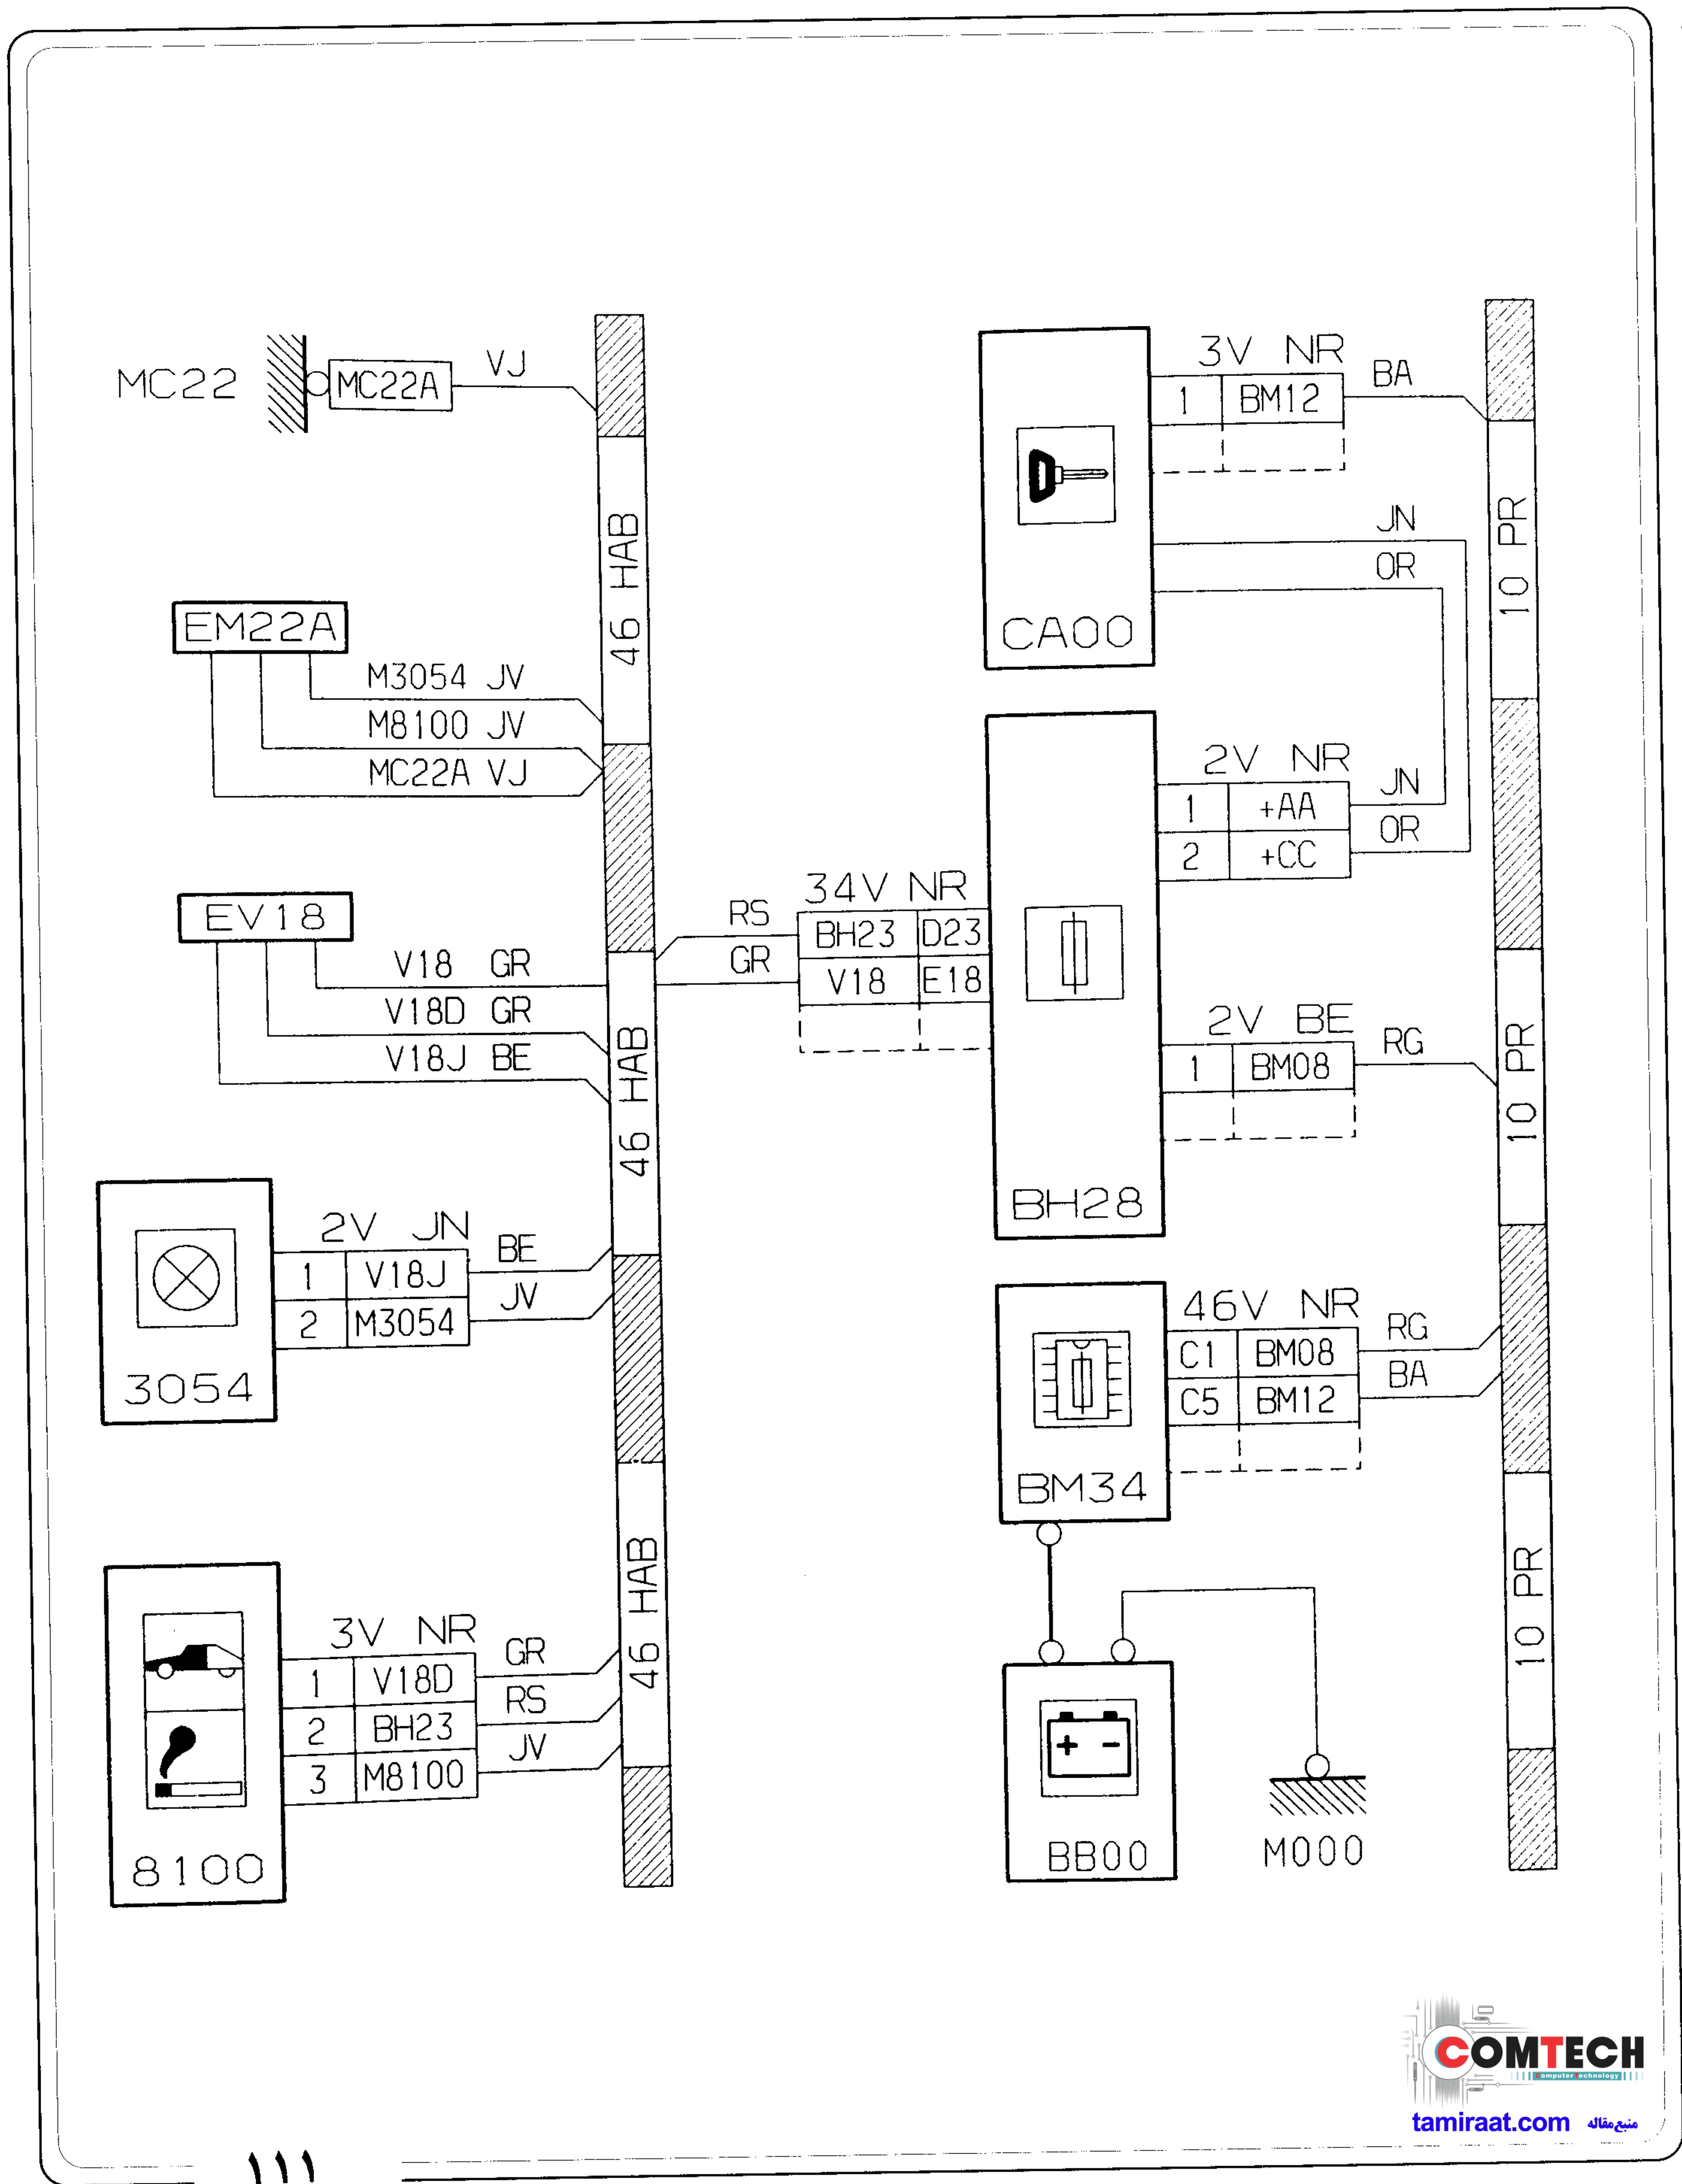 MC22
MC22A
VJ
46 HAB
EM22A
M3054 JV
M8100 JV
MC22A VJ
EV18
V18 GR
V18D GR
V18J BE
46 HAB
3054
2V JN
1 V18J BE
2 M3054 JV
8100
3V NR
1 V18D GR
2 BH23 RS
3 M8100 JV
46 HAB
CA00
3V NR
1 BM12 BA
JN
OR
10 PR
BH28
2V NR
1 +AA JN
2 +CC OR
34V NR
RS BH23 D23
GR V18 E18
2V BE
1 BM08 RG
10 PR
BM34
46V NR
C1 BM08 RG
C5 BM12 BA
10 PR
+ -
BB00
M000
COMTECH
Computer Technology
tamiraat.com منبع مقاله
۱۱۱